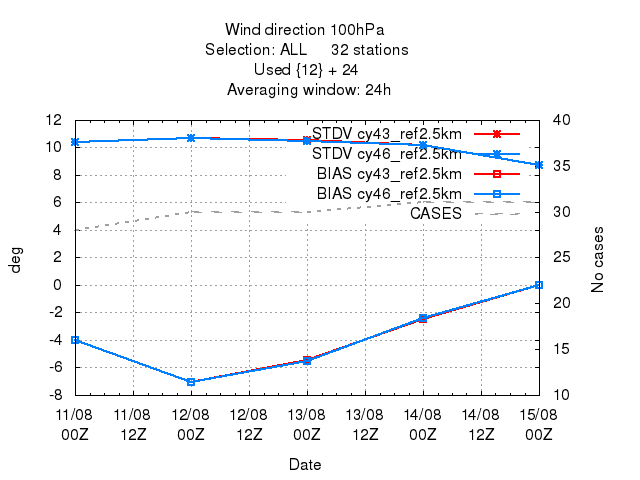 Wind direction 100hPa
Selection: ALL 32 stations
Used {12} + 24
Averaging window: 24h
12 40
STDV cy43_ref2.5km
10 35
STDV cy46_ref2.5km
8
BIAS cy43_ref2.5km
6 30
BIAS cy46_ref2.5km
CASES
4
2 25
0
-2 20
-4 15
-6
-8 10
deg
No cases
11/08 11/08 12/08 12/08 13/08 13/08 14/08 14/08 15/08
00Z 12Z 00Z 12Z 00Z 12Z 00Z 12Z 00Z
Date